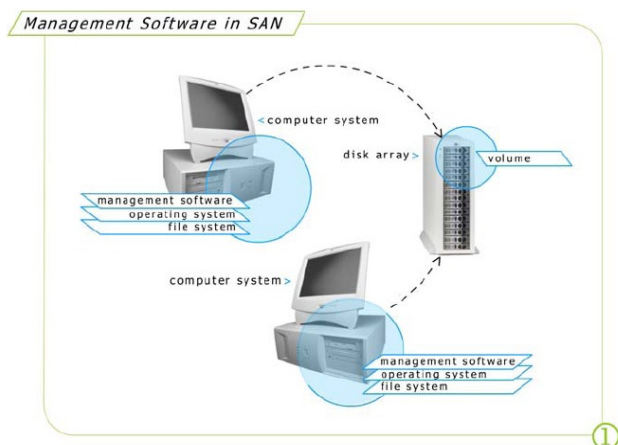 Management Software in SAN
< computer system
disk array >
volume
management software
operating system
file system
computer system >
management software
operating system
file system
1